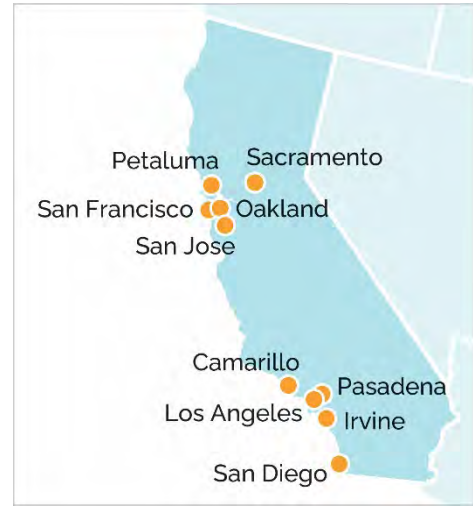 Petaluma
Sacramento
San Francisco
Oakland
San Jose
Camarillo
Pasadena
Los Angeles
Irvine
San Diego